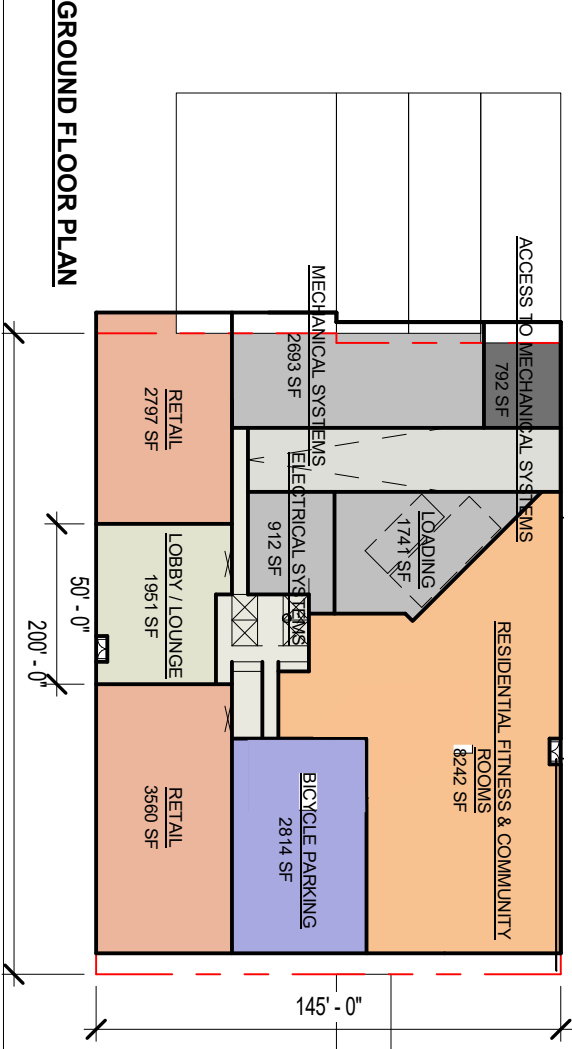 GROUND FLOOR PLAN
ACCESS TO MECHANICAL SYSTEMS
792 SF
MECHANICAL SYSTEMS
2693 SF
RETAIL
2797 SF
LOADING
1741 SF
ELECTRICAL SYSTEMS
912 SF
LOBBY / LOUNGE
1951 SF
RESIDENTIAL FITNESS & COMMUNITY
ROOMS
8242 SF
BICYCLE PARKING
2814 SF
RETAIL
3560 SF
50' - 0"
200' - 0"
145' - 0"